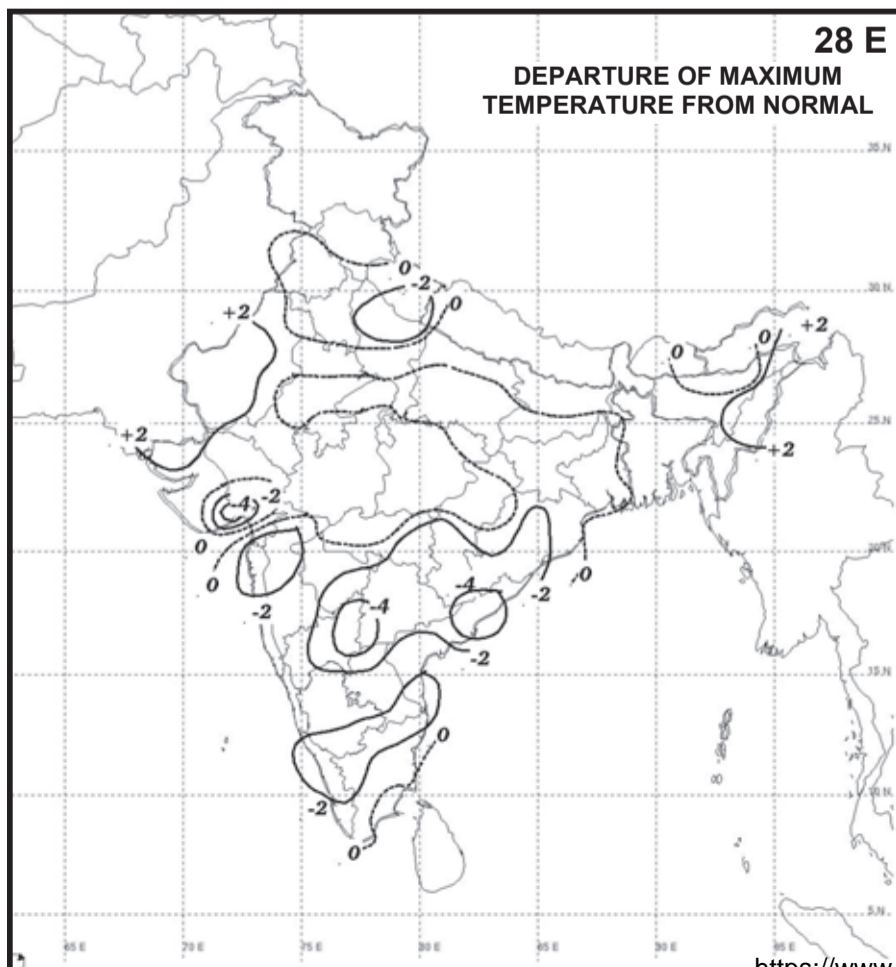 28 E
DEPARTURE OF MAXIMUM
TEMPERATURE FROM NORMAL
35 N
0
-2
30 N
0
+2
+2
0
0
25 N
+2
+2
-4
-2
0
20 N
0
-4
0
-2
-2
-4
-2
15 N
0
10 N
-2
0
5 N
65 E
70 E
75 E
80 E
85 E
90 E
95 E
https://www